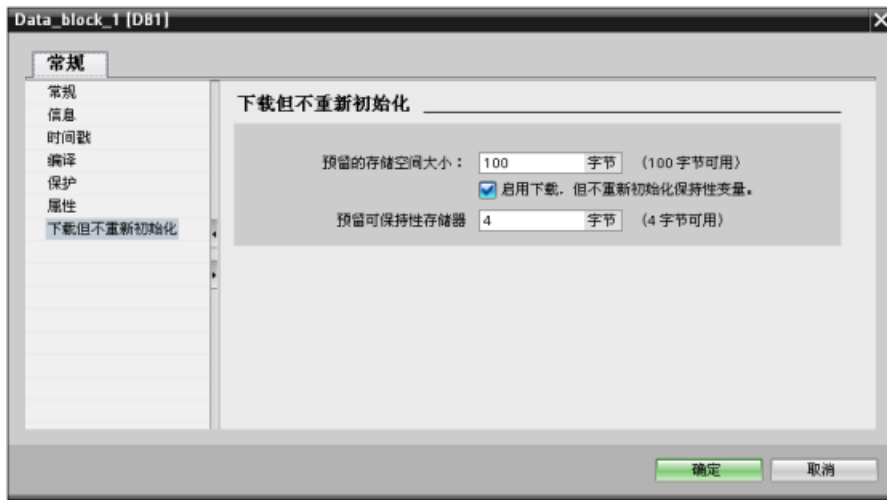 Data_block_1 [DB1]
常规
常规
信息
时间戳
编译
保护
属性
下载但不重新初始化
下载但不重新初始化
预留的存储空间大小： 100 字节 （100 字节可用）
启用下载，但不重新初始化保持性变量。
预留可保持性存储器 4 字节 （4 字节可用）
确定 取消